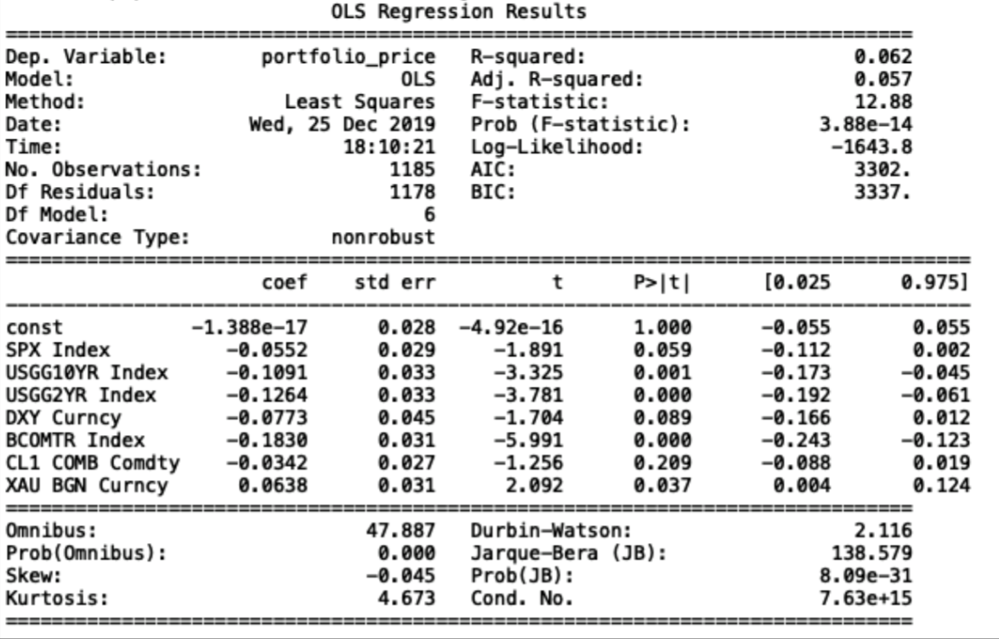 OLS Regression Results
==============================================================================
Dep. Variable: portfolio_price R-squared: 0.062
Model: OLS Adj. R-squared: 0.057
Method: Least Squares F-statistic: 12.88
Date: Wed, 25 Dec 2019 Prob (F-statistic): 3.88e-14
Time: 18:10:21 Log-Likelihood: -1643.8
No. Observations: 1185 AIC: 3302.
Df Residuals: 1178 BIC: 3337.
Df Model: 6
Covariance Type: nonrobust
===================================================================================
coef std err t P>|t| [0.025 0.975]
-----------------------------------------------------------------------------------
const -1.388e-17 0.028 -4.92e-16 1.000 -0.055 0.055
SPX Index -0.0552 0.029 -1.891 0.059 -0.112 0.002
USGG10YR Index -0.1091 0.033 -3.325 0.001 -0.173 -0.045
USGG2YR Index -0.1264 0.033 -3.781 0.000 -0.192 -0.061
DXY Curncy -0.0773 0.045 -1.704 0.089 -0.166 0.012
BCOMTR Index -0.1830 0.031 -5.991 0.000 -0.243 -0.123
CL1 COMB Comdty -0.0342 0.027 -1.256 0.209 -0.088 0.019
XAU BGN Curncy 0.0638 0.031 2.092 0.037 0.004 0.124
==============================================================================
Omnibus: 47.887 Durbin-Watson: 2.116
Prob(Omnibus): 0.000 Jarque-Bera (JB): 138.579
Skew: -0.045 Prob(JB): 8.09e-31
Kurtosis: 4.673 Cond. No. 7.63e+15
==============================================================================